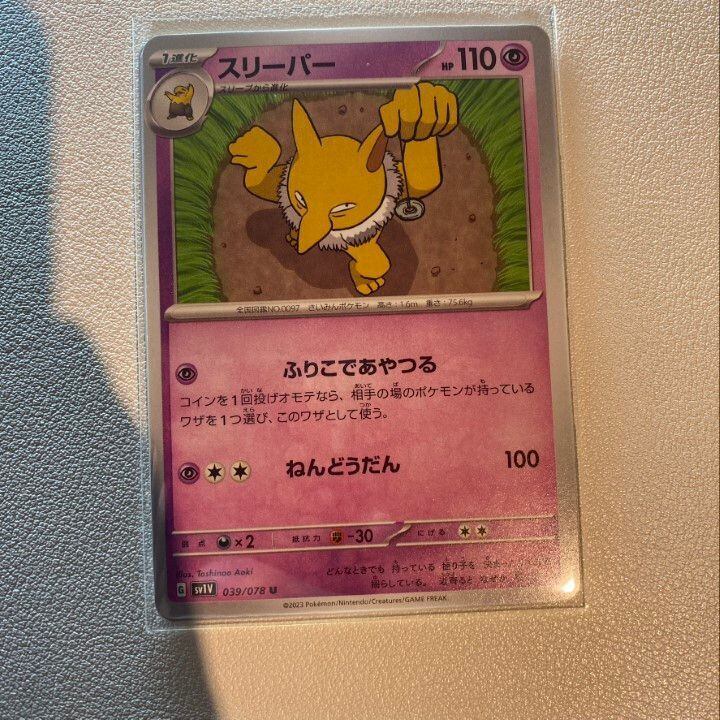 1進化
スリーパー
HP 110
スリープから進化
全国図鑑NO.0097 さいみんポケモン 高さ:1.6m 重さ:75.6kg
ふりこであやつる
コインを1回投げオモテなら、相手の場のポケモンが持っている
ワザを1つ選び、このワザとして使う。
ねんどうだん 100
弱点 ×2 抵抗力 -30 にげる
Illus. Toshinao Aoki
どんなときでも 持っている 振り子を
揺らしている。 近寄ると なぜか
G sv1V 039/078 U
©2023 Pokémon/Nintendo/Creatures/GAME FREAK